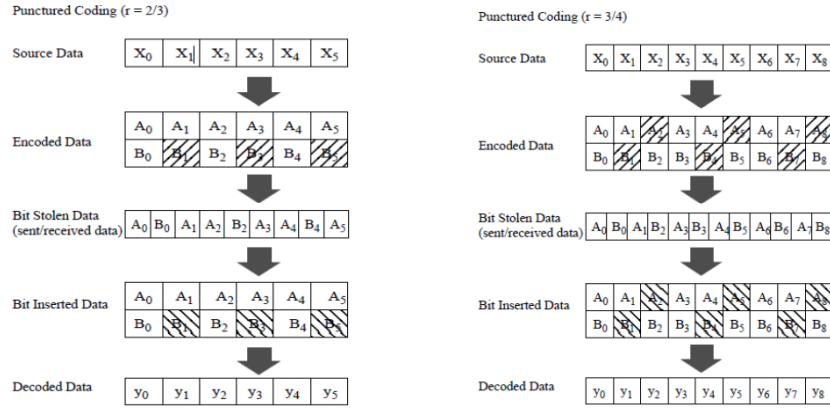 Punctured Coding (r = 2/3)
Source Data
X0 X1 X2 X3 X4 X5
Encoded Data
A0 A1 A2 A3 A4 A5
B0 B1 B2 B3 B4 B5
Bit Stolen Data
(sent/received data)
A0 B0 A1 A2 B2 A3 A4 B4 A5
Bit Inserted Data
A0 A1 A2 A3 A4 A5
B0 B1 B2 B3 B4 B5
Decoded Data
y0 y1 y2 y3 y4 y5
Punctured Coding (r = 3/4)
Source Data
X0 X1 X2 X3 X4 X5 X6 X7 X8
Encoded Data
A0 A1 A2 A3 A4 A5 A6 A7 A8
B0 B1 B2 B3 B4 B5 B6 B7 B8
Bit Stolen Data
(sent/received data)
A0 B0 A1 B2 A3 B3 A4 B5 A6 B6 A7 B8
Bit Inserted Data
A0 A1 A2 A3 A4 A5 A6 A7 A8
B0 B1 B2 B3 B4 B5 B6 B7 B8
Decoded Data
y0 y1 y2 y3 y4 y5 y6 y7 y8